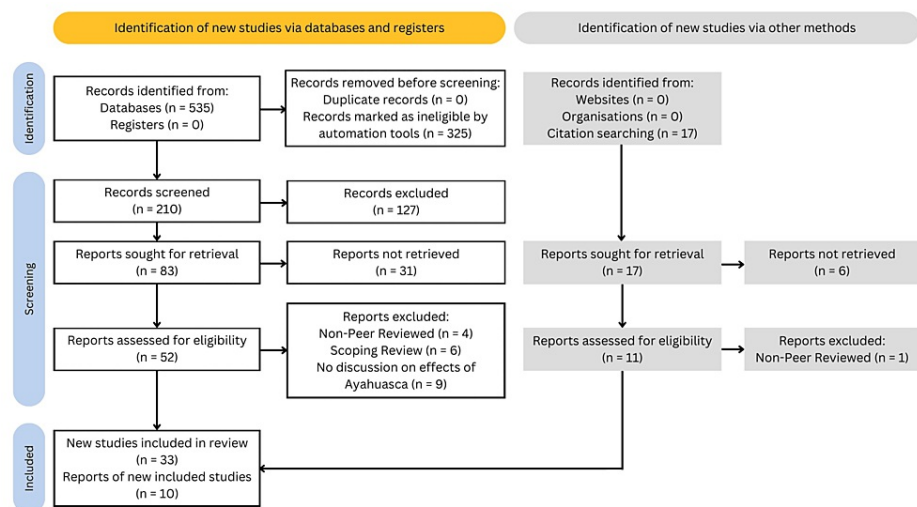 Identification of new studies via databases and registers
Identification of new studies via other methods
Identification
Records identified from:
Databases (n = 535)
Registers (n = 0)
Records removed before screening:
Duplicate records (n = 0)
Records marked as ineligible by
automation tools (n = 325)
Records identified from:
Websites (n = 0)
Organisations (n = 0)
Citation searching (n = 17)
Screening
Records screened
(n = 210)
Records excluded
(n = 127)
Reports sought for retrieval
(n = 83)
Reports not retrieved
(n = 31)
Reports sought for retrieval
(n = 17)
Reports not retrieved
(n = 6)
Reports assessed for eligibility
(n = 52)
Reports excluded:
Non-Peer Reviewed (n = 4)
Scoping Review (n = 6)
No discussion on effects of
Ayahuasca (n = 9)
Reports assessed for eligibility
(n = 11)
Reports excluded:
Non-Peer Reviewed (n = 1)
Included
New studies included in review
(n = 33)
Reports of new included studies
(n = 10)